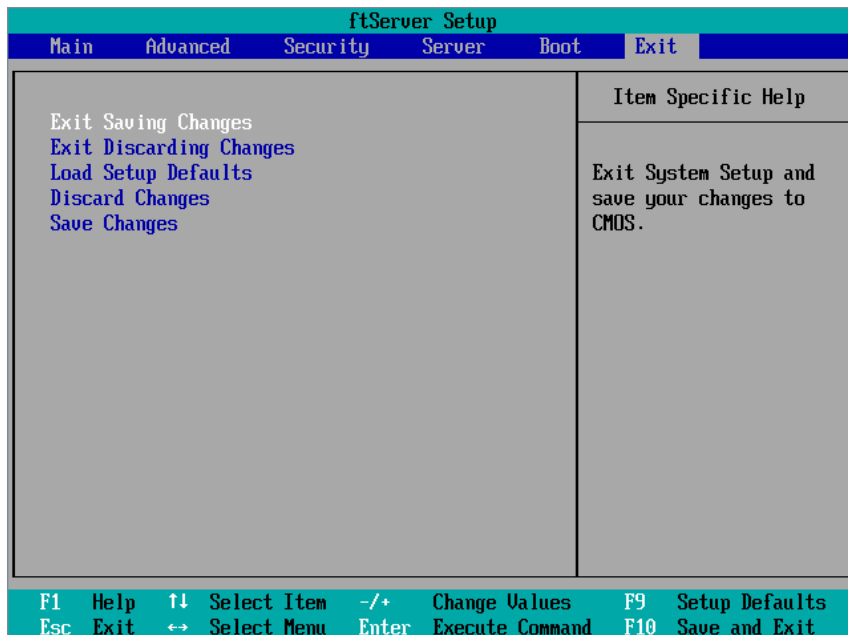 ftServer Setup
Main Advanced Security Server Boot Exit
Exit Saving Changes
Exit Discarding Changes
Load Setup Defaults
Discard Changes
Save Changes
Item Specific Help
Exit System Setup and
save your changes to
CMOS.
F1 Help ↑↓ Select Item -/+ Change Values F9 Setup Defaults
Esc Exit ↔ Select Menu Enter Execute Command F10 Save and Exit